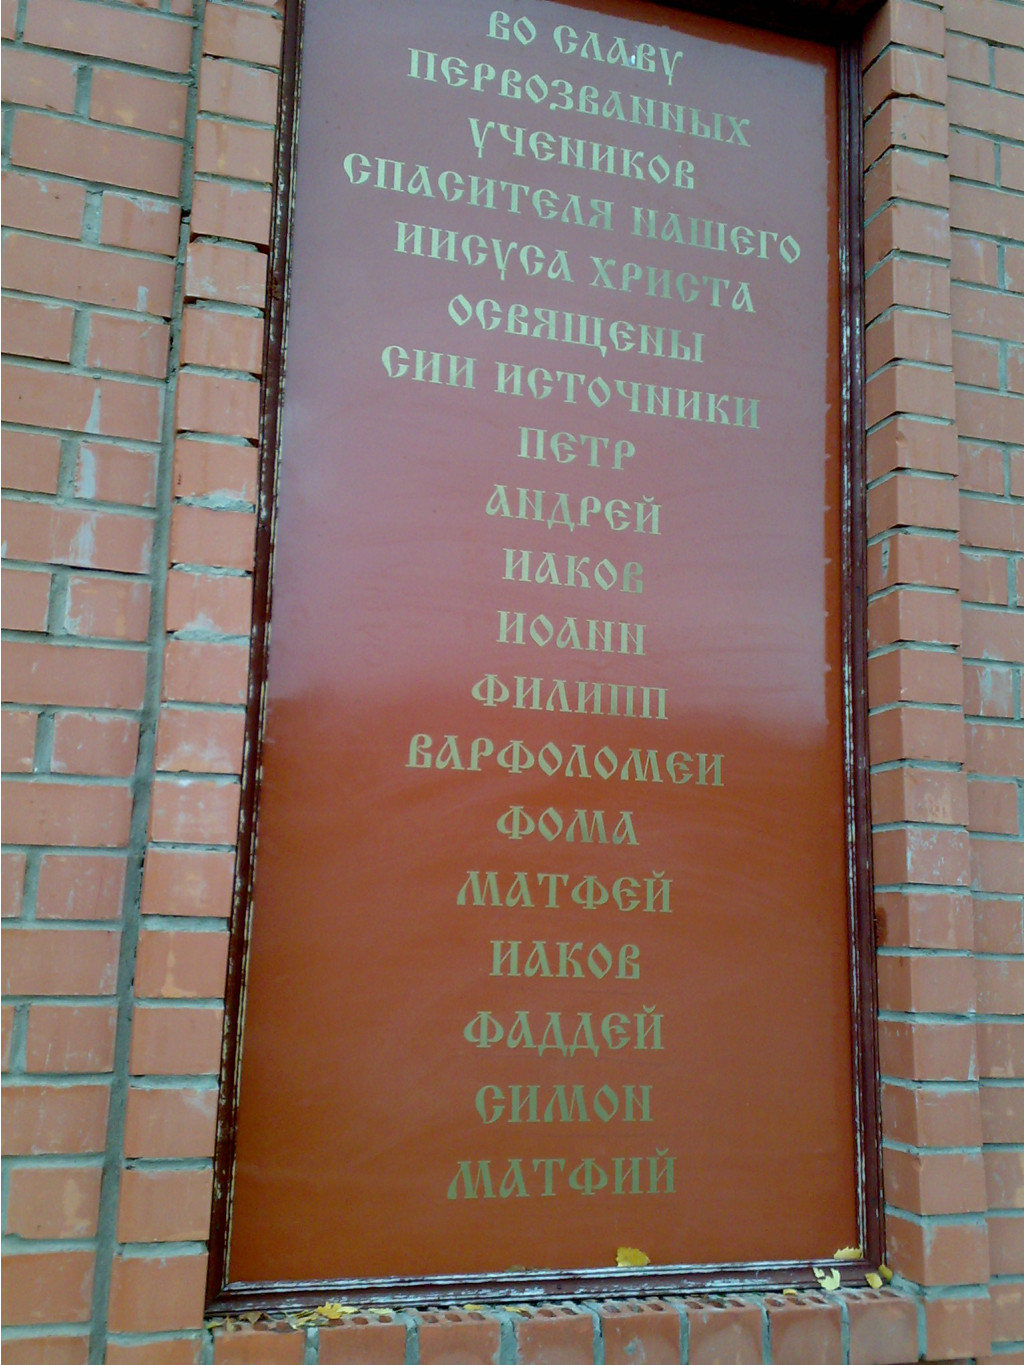 ВО СЛАВУ
ПЕРВОЗВАННЫХ
УЧЕНИКОВ
СПАСИТЕЛЯ НАШЕГО
ИИСУСА ХРИСТА
ОСВЯЩЕНЫ
СИИ ИСТОЧНИКИ
ПЕТР
АНДРЕЙ
ИАКОВ
ИОАНН
ФИЛИПП
ВАРФОЛОМЕИ
ФОМА
МАТФЕЙ
ИАКОВ
ФАДДЕЙ
СИМОН
МАТФИЙ